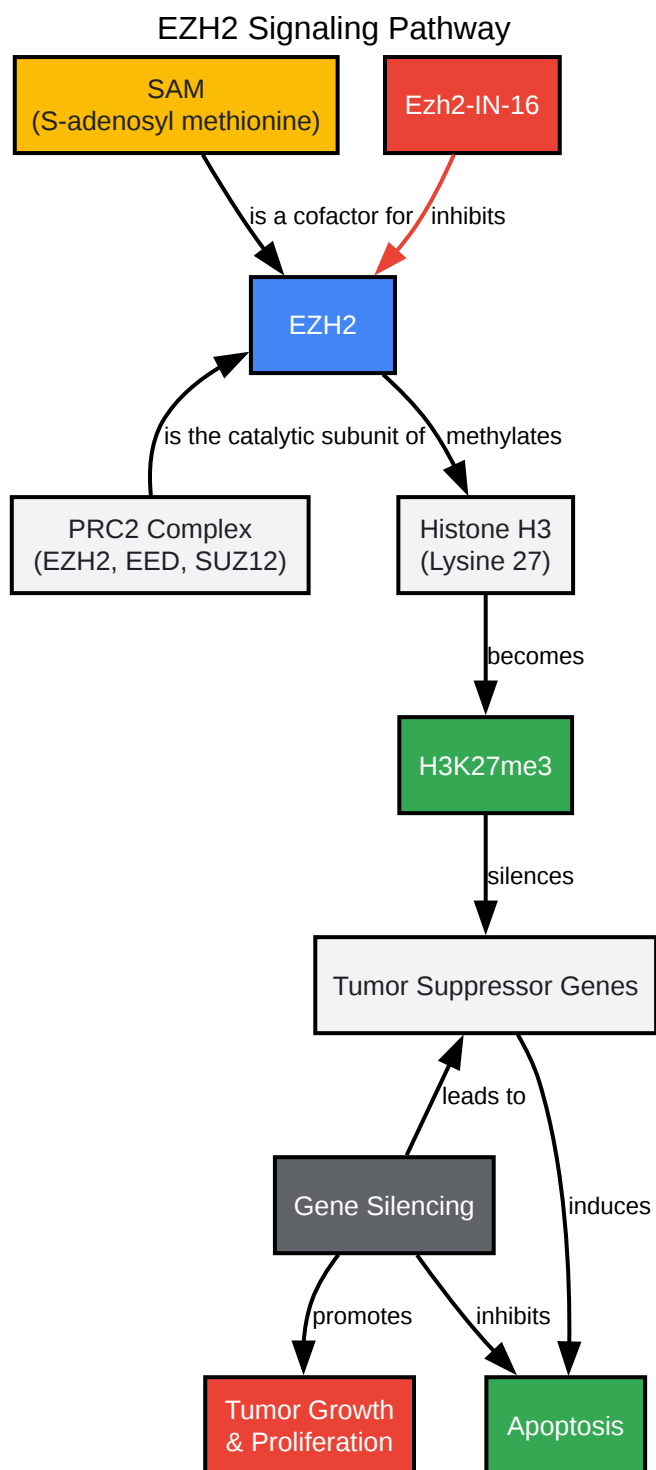 EZH2 Signaling Pathway
SAM
(S-adenosyl methionine)
Ezh2-IN-16
is a cofactor for
inhibits
EZH2
is the catalytic subunit of
methylates
PRC2 Complex
(EZH2, EED, SUZ12)
Histone H3
(Lysine 27)
becomes
H3K27me3
silences
Tumor Suppressor Genes
leads to
Gene Silencing
induces
promotes
inhibits
Tumor Growth
& Proliferation
Apoptosis